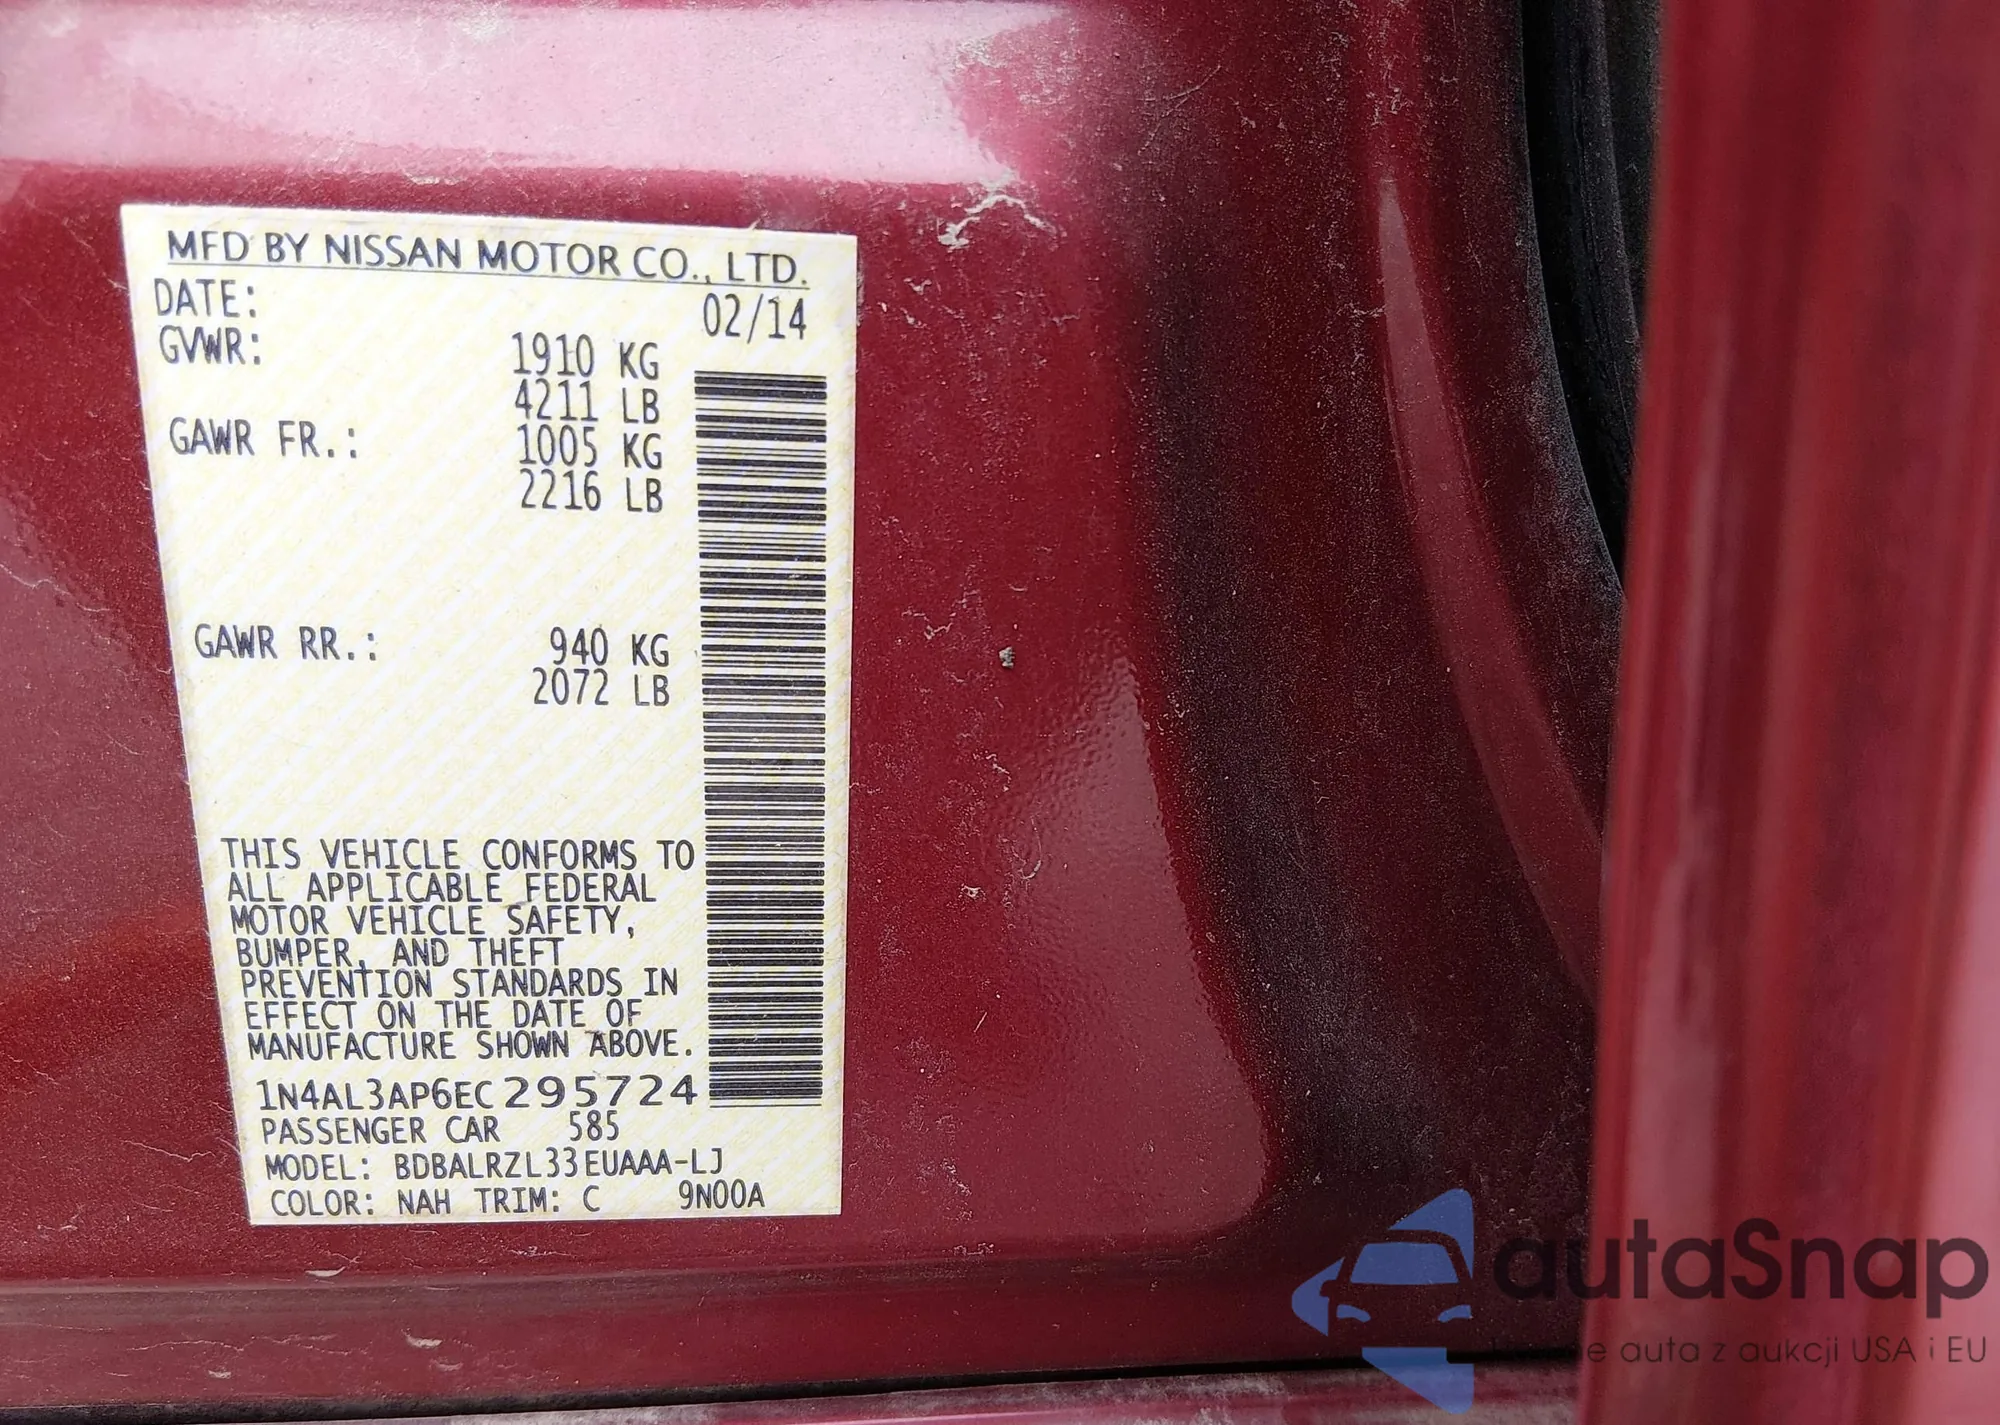 MFD BY NISSAN MOTOR CO., LTD.
DATE: 02/14
GVWR: 1910 KG
4211 LB
GAWR FR.: 1005 KG
2216 LB
GAWR RR.: 940 KG
2072 LB
THIS VEHICLE CONFORMS TO
ALL APPLICABLE FEDERAL
MOTOR VEHICLE SAFETY,
BUMPER, AND THEFT
PREVENTION STANDARDS IN
EFFECT ON THE DATE OF
MANUFACTURE SHOWN ABOVE.
1N4AL3AP6EC295724
PASSENGER CAR 585
MODEL: BDBALRZL33EUAAA-LJ
COLOR: NAH TRIM: C 9N00A
autaSnap
auta z aukcji USA i EU